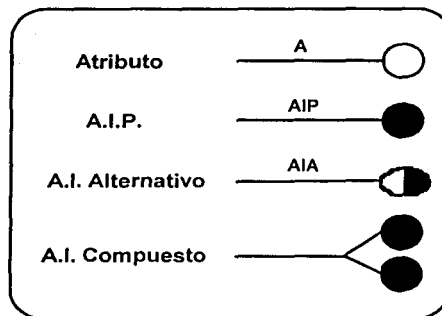 Atributo A
A.I.P. AIP
A.I. Alternativo AIA
A.I. Compuesto